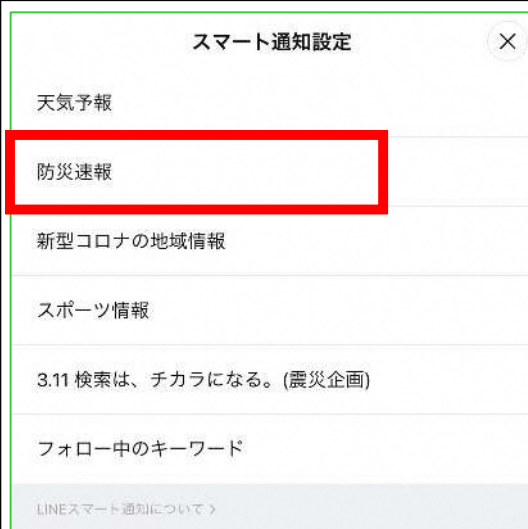 スマート通知設定
天気予報
防災速報
新型コロナの地域情報
スポーツ情報
3.11 検索は、チカラになる。(震災企画)
フォロー中のキーワード
LINEスマート通知について >